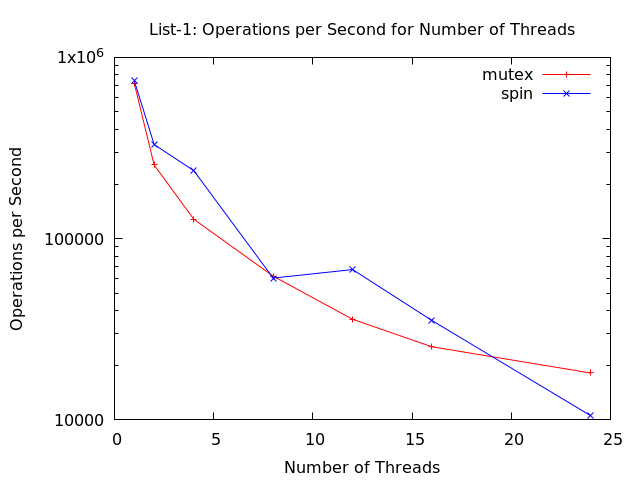 List-1: Operations per Second for Number of Threads
1x10^6
mutex
spin
100000
10000
Operations per Second
0 5 10 15 20 25
Number of Threads